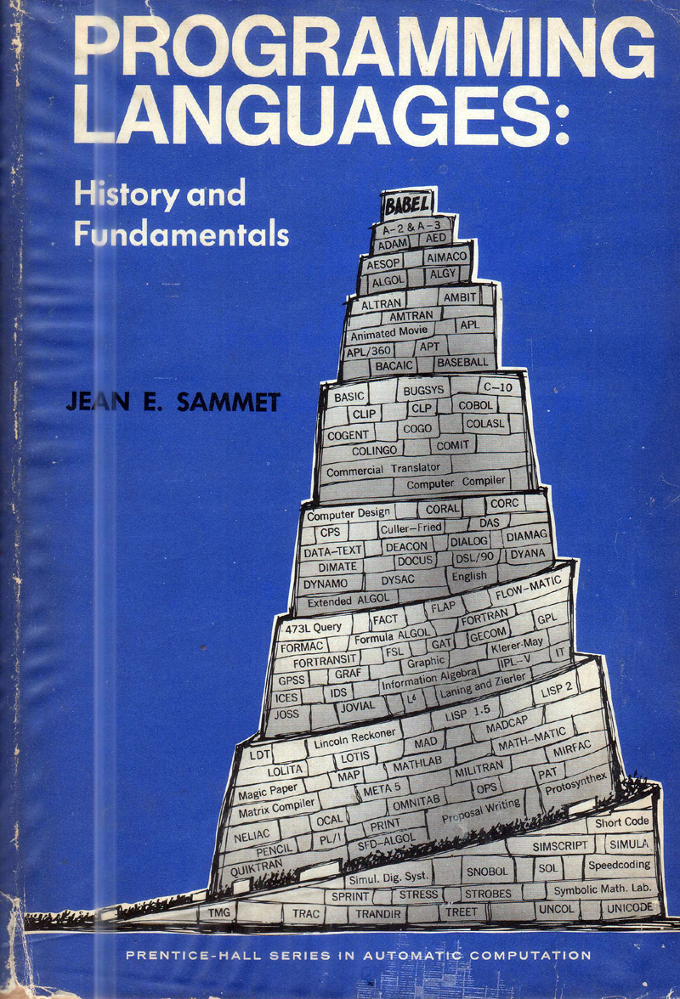 PROGRAMMING
LANGUAGES:
History and
Fundamentals
JEAN E. SAMMET
BABEL
A-2 & A-3
ADAM AED
AESOP AIMACO
ALGOL ALGY
ALTRAN AMBIT
AMTRAN
Animated Movie APL
APL/360 APT
BACAIC BASEBALL
BASIC BUGSYS C-10
CLIP CLP COBOL
COGENT COGO COLASL
COLINGO COMIT
Commercial Translator
Computer Compiler
Computer Design CORAL CORC
CPS Culler-Fried DAS
DATA-TEXT DEACON DIALOG DIAMAG
DIMATE DOCUS DSL/90 DYANA
DYNAMO DYSAC English
Extended ALGOL
473L Query FACT FLAP FLOW-MATIC
FORMAC Formula ALGOL FORTRAN GPL
FORTRANSIT FSL GAT GECOM
GPSS GRAF Graphic Klerer-May
ICES IDS Information Algebra IPL-V IT
JOSS JOVIAL L⁶ Laning and Zierler
LDT Lincoln Reckoner LISP 1.5 LISP 2
LOLITA LOTIS MAD MADCAP
Magic Paper MAP MATHLAB MATH-MATIC
Matrix Compiler META 5 MILITRAN MIRFAC
NELIAC OCAL OMNITAB OPS PAT
PENCIL PL/I PRINT Proposal Writing Protosynthex
QUIKTRAN SFD-ALGOL Short Code
SIMSCRIPT SIMULA
Simul. Dig. Syst. SNOBOL SOL Speedcoding
SPRINT STRESS STROBES Symbolic Math. Lab.
TMG TRAC TRANDIR TREET UNCOL UNICODE
PRENTICE-HALL SERIES IN AUTOMATIC COMPUTATION